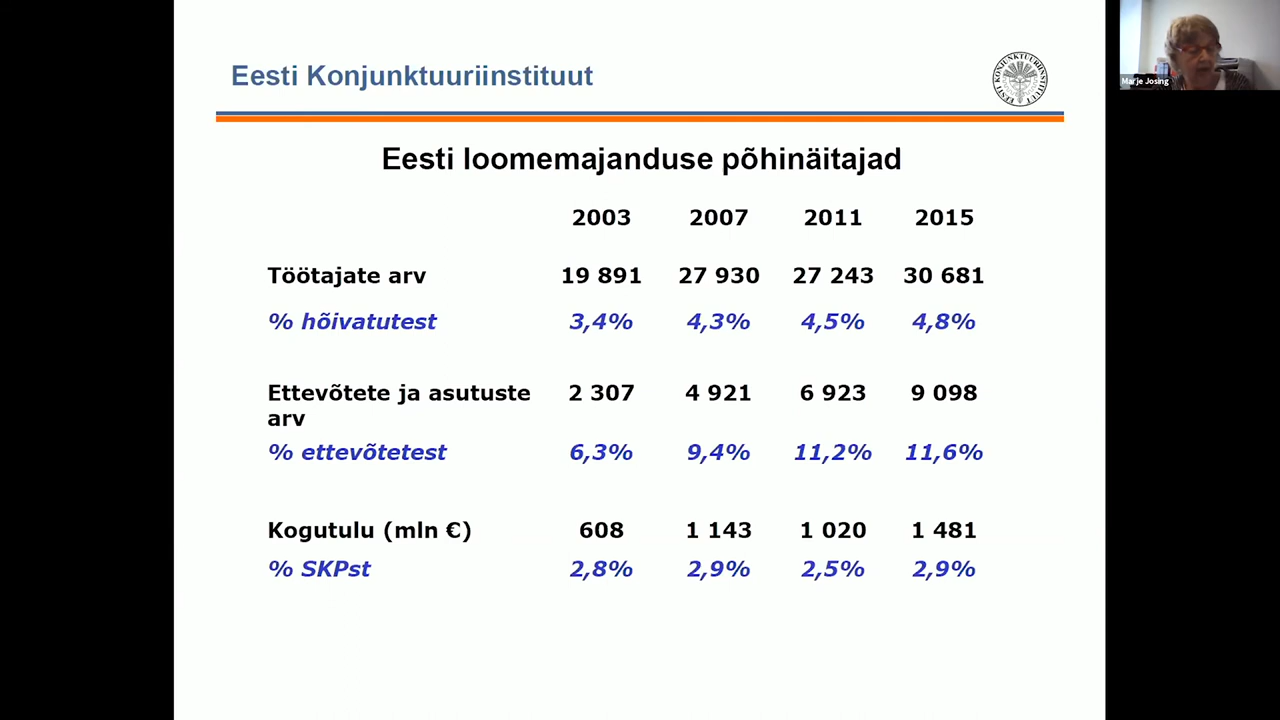 Eesti Konjunktuuriinstituut
EESTI KONJUNKTUURIINSTITUUT
Marje Josing
Eesti loomemajanduse põhinäitajad
2003 2007 2011 2015
Töötajate arv 19 891 27 930 27 243 30 681
% hõivatutest 3,4% 4,3% 4,5% 4,8%
Ettevõtete ja asutuste arv 2 307 4 921 6 923 9 098
% ettevõtetest 6,3% 9,4% 11,2% 11,6%
Kogutulu (mln €) 608 1 143 1 020 1 481
% SKPst 2,8% 2,9% 2,5% 2,9%